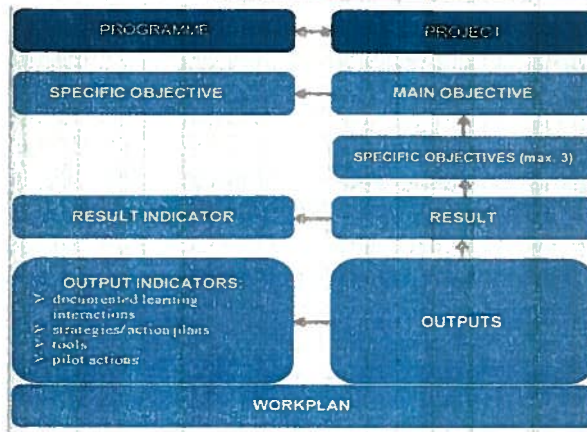 PROGRAMME
PROJECT
SPECIFIC OBJECTIVE
MAIN OBJECTIVE
SPECIFIC OBJECTIVES (max. 3)
RESULT INDICATOR
RESULT
OUTPUT INDICATORS:
documented learning
interactions
strategies/action plans
tools
pilot actions
OUTPUTS
WORKPLAN